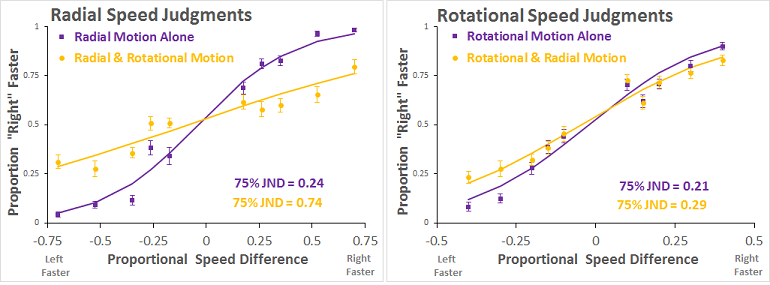 Radial Speed Judgments
Radial Motion Alone
Radial & Rotational Motion
Proportion "Right" Faster
1
0.75
0.5
0.25
0
75% JND = 0.24
75% JND = 0.74
-0.75
-0.5
-0.25
0
0.25
0.5
0.75
Left
Faster
Proportional Speed Difference
Right
Faster
Rotational Speed Judgments
Rotational Motion Alone
Rotational & Radial Motion
Proportion "Right" Faster
1
0.75
0.5
0.25
0
75% JND = 0.21
75% JND = 0.29
-0.5
-0.25
0
0.25
0.5
Left
Faster
Proportional Speed Difference
Right
Faster